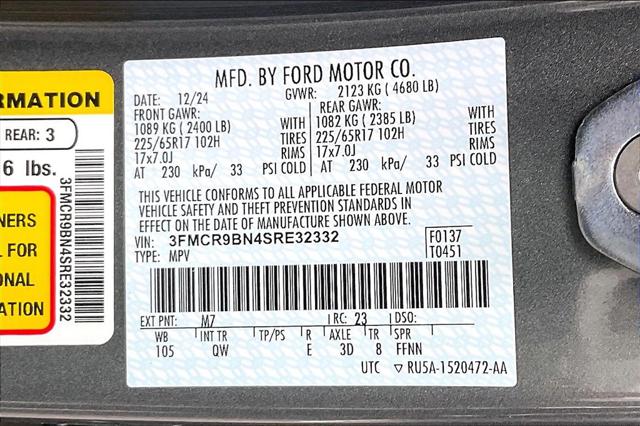 RMATION
REAR: 3
6 lbs.
NERS
L FOR
ONAL
ATION
3FMCR9BN4SRE32332
MFD. BY FORD MOTOR CO.
DATE: 12/24 GVWR: 2123 KG ( 4680 LB)
FRONT GAWR: REAR GAWR:
1089 KG ( 2400 LB) WITH 1082 KG ( 2385 LB) WITH
225/65R17 102H TIRES 225/65R17 102H TIRES
17x7.0J RIMS 17x7.0J RIMS
AT 230 kPa/ 33 PSI COLD AT 230 kPa/ 33 PSI COLD
THIS VEHICLE CONFORMS TO ALL APPLICABLE FEDERAL MOTOR
VEHICLE SAFETY AND THEFT PREVENTION STANDARDS IN
EFFECT ON THE DATE OF MANUFACTURE SHOWN ABOVE.
VIN: 3FMCR9BN4SRE32332 F0137
TYPE: MPV T0451
EXT PNT: M7 RC: 23 DSO:
WB INT TR TP/PS R AXLE TR SPR
105 QW E 3D 8 FFNN
UTC ▽ RU5A-1520472-AA